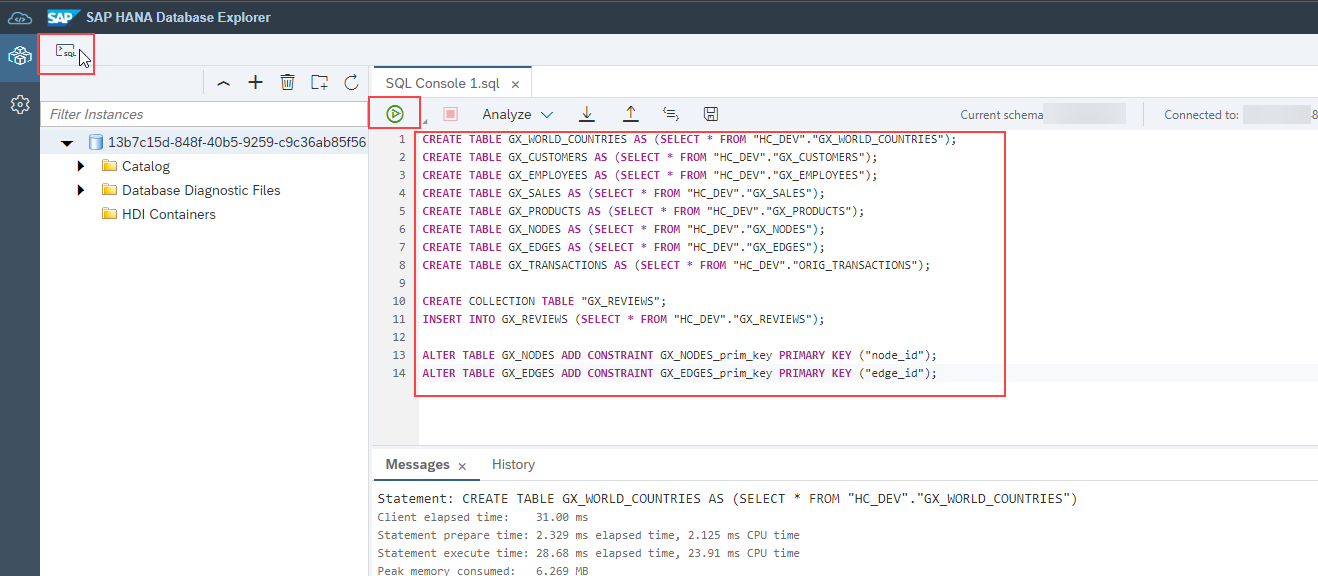 SAP SAP HANA Database Explorer
SQL
SQL Console 1.sql ×
Filter Instances
Analyze
Current schema
Connected to:
13b7c15d-848f-40b5-9259-c9c36ab85f56
Catalog
Database Diagnostic Files
HDI Containers
1 CREATE TABLE GX_WORLD_COUNTRIES AS (SELECT * FROM "HC_DEV"."GX_WORLD_COUNTRIES");
2 CREATE TABLE GX_CUSTOMERS AS (SELECT * FROM "HC_DEV"."GX_CUSTOMERS");
3 CREATE TABLE GX_EMPLOYEES AS (SELECT * FROM "HC_DEV"."GX_EMPLOYEES");
4 CREATE TABLE GX_SALES AS (SELECT * FROM "HC_DEV"."GX_SALES");
5 CREATE TABLE GX_PRODUCTS AS (SELECT * FROM "HC_DEV"."GX_PRODUCTS");
6 CREATE TABLE GX_NODES AS (SELECT * FROM "HC_DEV"."GX_NODES");
7 CREATE TABLE GX_EDGES AS (SELECT * FROM "HC_DEV"."GX_EDGES");
8 CREATE TABLE GX_TRANSACTIONS AS (SELECT * FROM "HC_DEV"."ORIG_TRANSACTIONS");
9
10 CREATE COLLECTION TABLE "GX_REVIEWS";
11 INSERT INTO GX_REVIEWS (SELECT * FROM "HC_DEV"."GX_REVIEWS");
12
13 ALTER TABLE GX_NODES ADD CONSTRAINT GX_NODES_prim_key PRIMARY KEY ("node_id");
14 ALTER TABLE GX_EDGES ADD CONSTRAINT GX_EDGES_prim_key PRIMARY KEY ("edge_id");
Messages × History
Statement: CREATE TABLE GX_WORLD_COUNTRIES AS (SELECT * FROM "HC_DEV"."GX_WORLD_COUNTRIES")
Client elapsed time: 31.00 ms
Statement prepare time: 2.329 ms elapsed time, 2.125 ms CPU time
Statement execute time: 28.68 ms elapsed time, 23.91 ms CPU time
Peak memory consumed: 6.269 MB